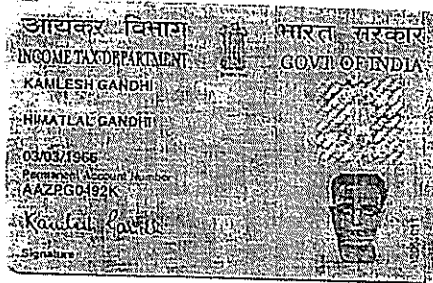 आयकर विभाग
भारत सरकार
INCOME TAX DEPARTMENT
GOVT. OF INDIA
KAMLESH GANDHI
HIMATLAL GANDHI
03/03/1966
Permanent Account Number
AAZPG0492K
Signature